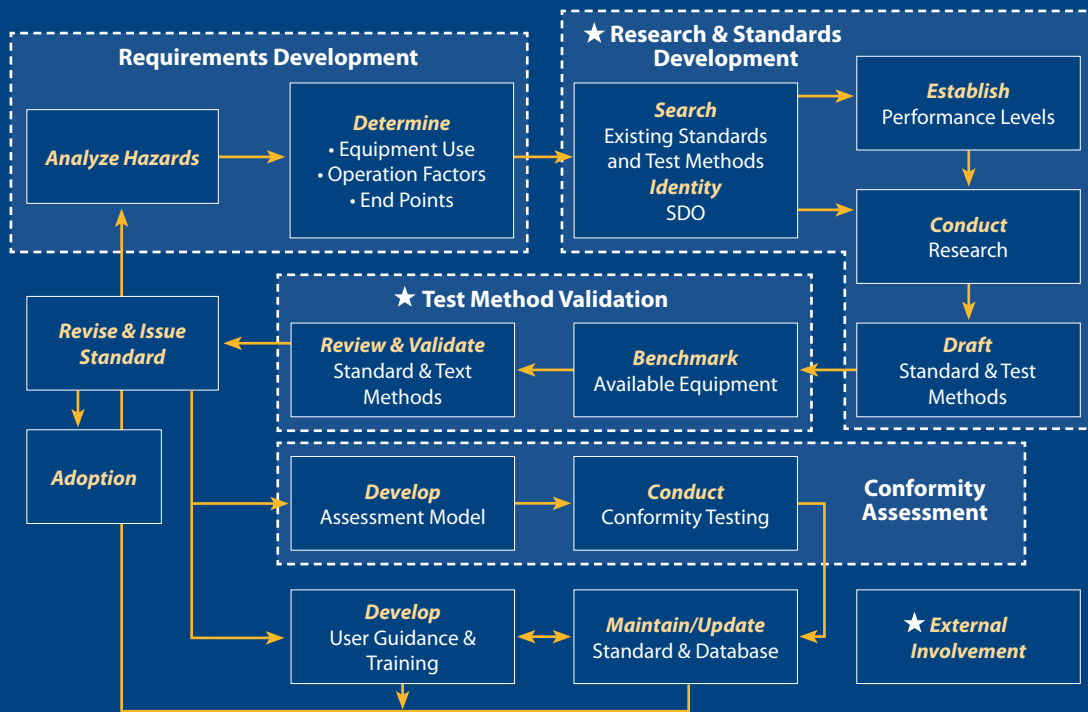 Requirements Development
Analyze Hazards
Determine
• Equipment Use
• Operation Factors
• End Points
★ Research & Standards
Development
Search
Existing Standards
and Test Methods
Identity
SDO
Establish
Performance Levels
Conduct
Research
Draft
Standard & Test
Methods
★ Test Method Validation
Benchmark
Available Equipment
Review & Validate
Standard & Text
Methods
Revise & Issue
Standard
Adoption
Conformity
Assessment
Develop
Assessment Model
Conduct
Conformity Testing
Develop
User Guidance &
Training
Maintain/Update
Standard & Database
★ External
Involvement